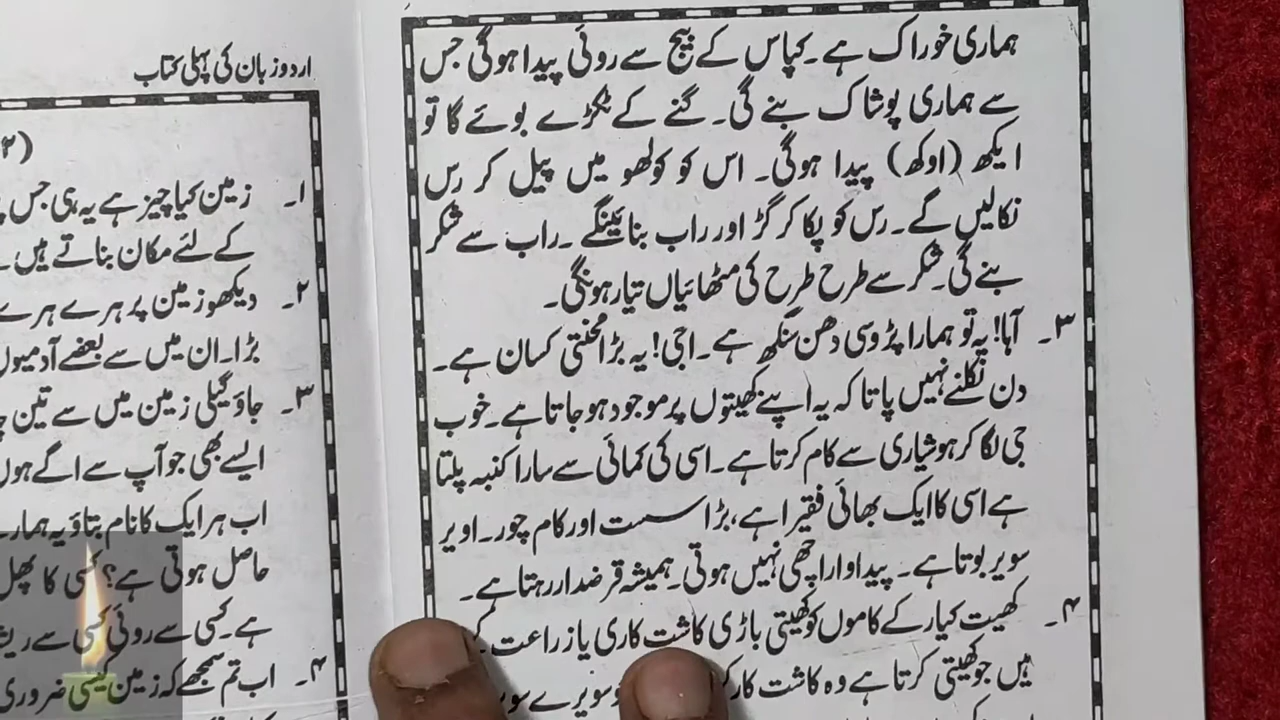 ہماری خوراک ہے۔ کپاس کے بیج سے روئی پیدا ہوگی جس
سے ہماری پوشاک بنے گی۔ گنے کے ٹکڑے بوئے گا تو
ایکھ (اوکھ) پیدا ہوگی۔ اس کو کولھو میں پیل کر رس
نکالیں گے۔ رس کو پکا کر گڑ اور راب بنائینگے۔ راب سے شکر
بنے گی۔ شکر سے طرح طرح کی مٹھائیاں تیار ہونگی۔
۳۔ آہا! یہ تو ہمارا پڑوسی دھن سنگھ ہے۔ اجی! یہ بڑا محنتی کسان ہے۔
دن نکلنے نہیں پاتا کہ یہ اپنے کھیتوں پر موجود ہو جاتا ہے۔ خوب
جی لگا کر ہوشیاری سے کام کرتا ہے۔ اسی کی کمائی سے سارا کنبہ پلتا
ہے اسی کا ایک بھائی فقیرا ہے، بڑا سست اور کام چور۔ اویر
سویر بوتا ہے۔ پیداوار اچھی نہیں ہوتی۔ ہمیشہ قرضدار رہتا ہے۔
۴۔ کھیت کیار کے کاموں کو کھیتی باڑی کاشت کاری یا زراعت
ہیں جو کھیتی کرتا ہے وہ کاشت کار
سویرے
اردو زبان کی پہلی کتاب
(۲
۱۔ زمین کیا چیز ہے یہ ہی جس
کے لئے مکان بناتے ہیں۔
۲۔ دیکھو زمین پر ہرے ہرے
بڑا۔ ان میں سے بعضے آدمیوں
۳۔ جاؤ گیلی زمین میں سے تین
ایسے بھی جو آپ سے اگے ہوں
اب ہر ایک کا نام بتاؤ یہ ہمارے
حاصل ہوتی ہے؟ کسی کا پھل
ہے۔ کسی سے روئی کسی سے
۴۔ اب تم سمجھے کہ زمین کیسی ضروری